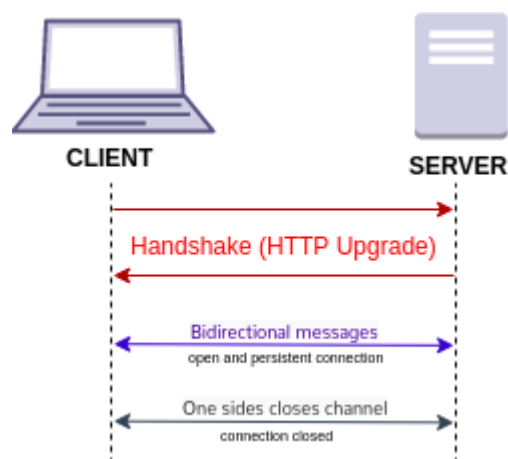 CLIENT
SERVER
Handshake (HTTP Upgrade)
Bidirectional messages
open and persistent connection
One sides closes channel
connection closed